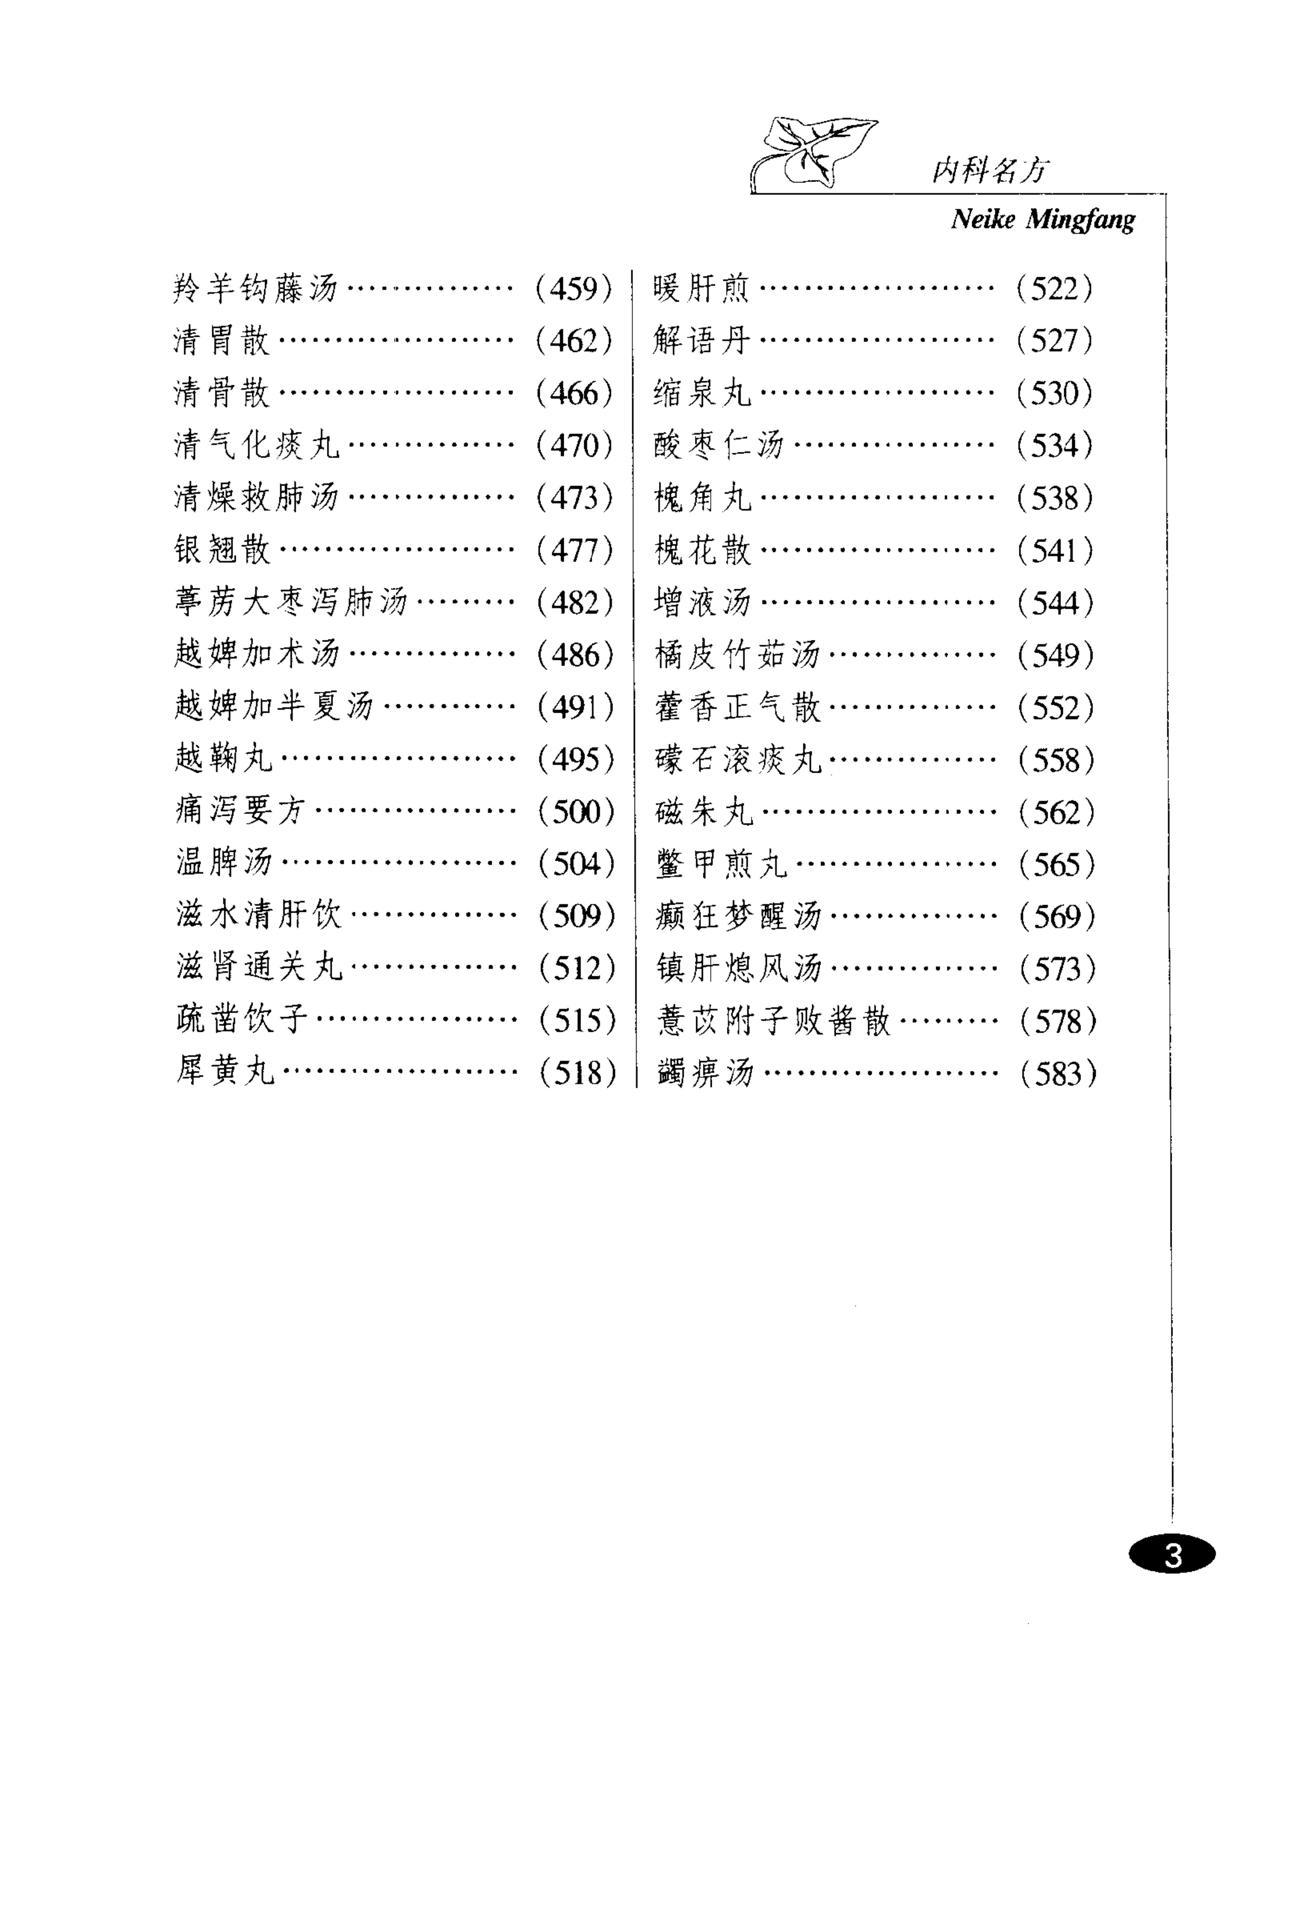 内科名方
Neike Mingfang
羚羊钩藤汤……………(459)
清胃散…………………(462)
清骨散…………………(466)
清气化痰丸……………(470)
清燥救肺汤……………(473)
银翘散…………………(477)
葶苈大枣泻肺汤………(482)
越婢加术汤……………(486)
越婢加半夏汤…………(491)
越鞠丸…………………(495)
痛泻要方………………(500)
温脾汤…………………(504)
滋水清肝饮……………(509)
滋肾通关丸……………(512)
疏凿饮子………………(515)
犀黄丸…………………(518)
暖肝煎…………………(522)
解语丹…………………(527)
缩泉丸…………………(530)
酸枣仁汤………………(534)
槐角丸…………………(538)
槐花散…………………(541)
增液汤…………………(544)
橘皮竹茹汤……………(549)
藿香正气散……………(552)
礞石滚痰丸……………(558)
磁朱丸…………………(562)
鳖甲煎丸………………(565)
癫狂梦醒汤……………(569)
镇肝熄风汤……………(573)
薏苡附子败酱散………(578)
蠲痹汤…………………(583)
3